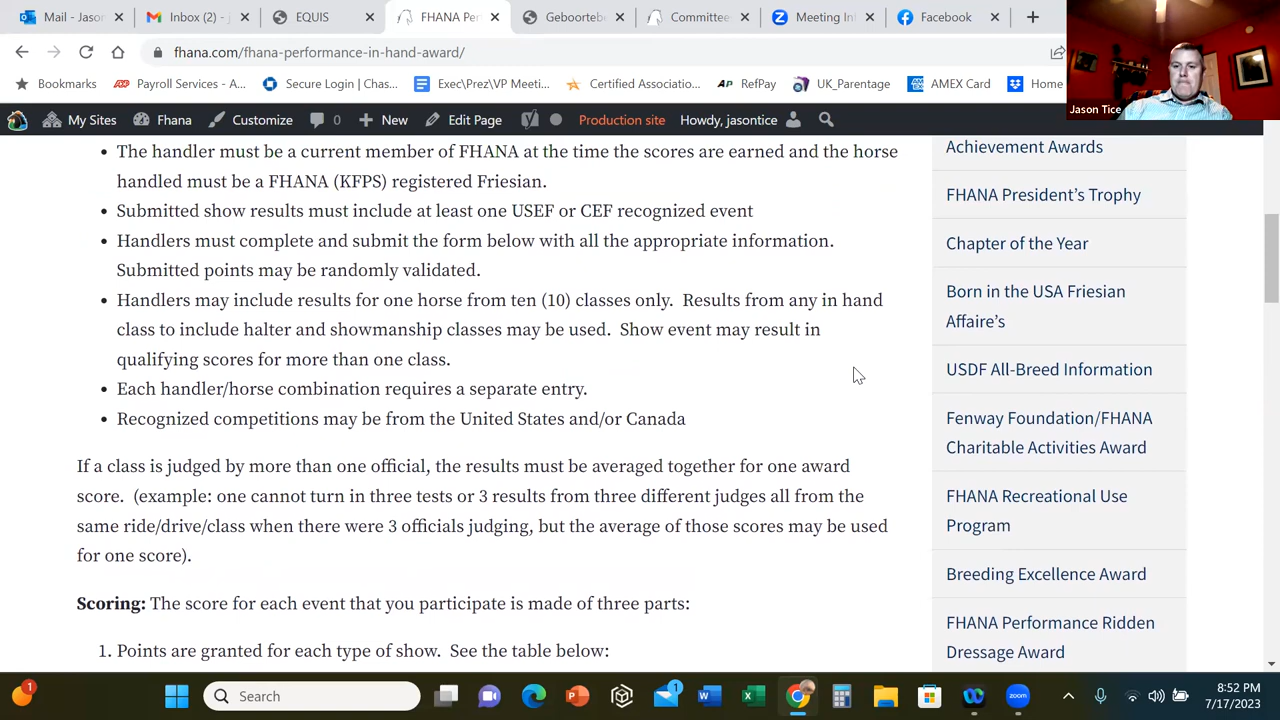 Mail - Jason
Inbox (2) - j
EQUIS
FHANA Per
Geboortebe
Committee
Meeting Inf
Facebook
fhana.com/fhana-performance-in-hand-award/
Bookmarks
Payroll Services - A...
Secure Login | Chas...
Exec\Prez\VP Meeti...
Certified Associatio...
RefPay
UK_Parentage
AMEX Card
Home
Jason Tice
My Sites
Fhana
Customize
0
New
Edit Page
Production site
Howdy, jasontice
The handler must be a current member of FHANA at the time the scores are earned and the horse
handled must be a FHANA (KFPS) registered Friesian.
Submitted show results must include at least one USEF or CEF recognized event
Handlers must complete and submit the form below with all the appropriate information.
Submitted points may be randomly validated.
Handlers may include results for one horse from ten (10) classes only.  Results from any in hand
class to include halter and showmanship classes may be used.  Show event may result in
qualifying scores for more than one class.
Each handler/horse combination requires a separate entry.
Recognized competitions may be from the United States and/or Canada
If a class is judged by more than one official, the results must be averaged together for one award
score.  (example: one cannot turn in three tests or 3 results from three different judges all from the
same ride/drive/class when there were 3 officials judging, but the average of those scores may be used
for one score).
Scoring: The score for each event that you participate is made of three parts:
1. Points are granted for each type of show.  See the table below:
Achievement Awards
FHANA President's Trophy
Chapter of the Year
Born in the USA Friesian
Affaire's
USDF All-Breed Information
Fenway Foundation/FHANA
Charitable Activities Award
FHANA Recreational Use
Program
Breeding Excellence Award
FHANA Performance Ridden
Dressage Award
1
Search
1
zoom
8:52 PM
7/17/2023